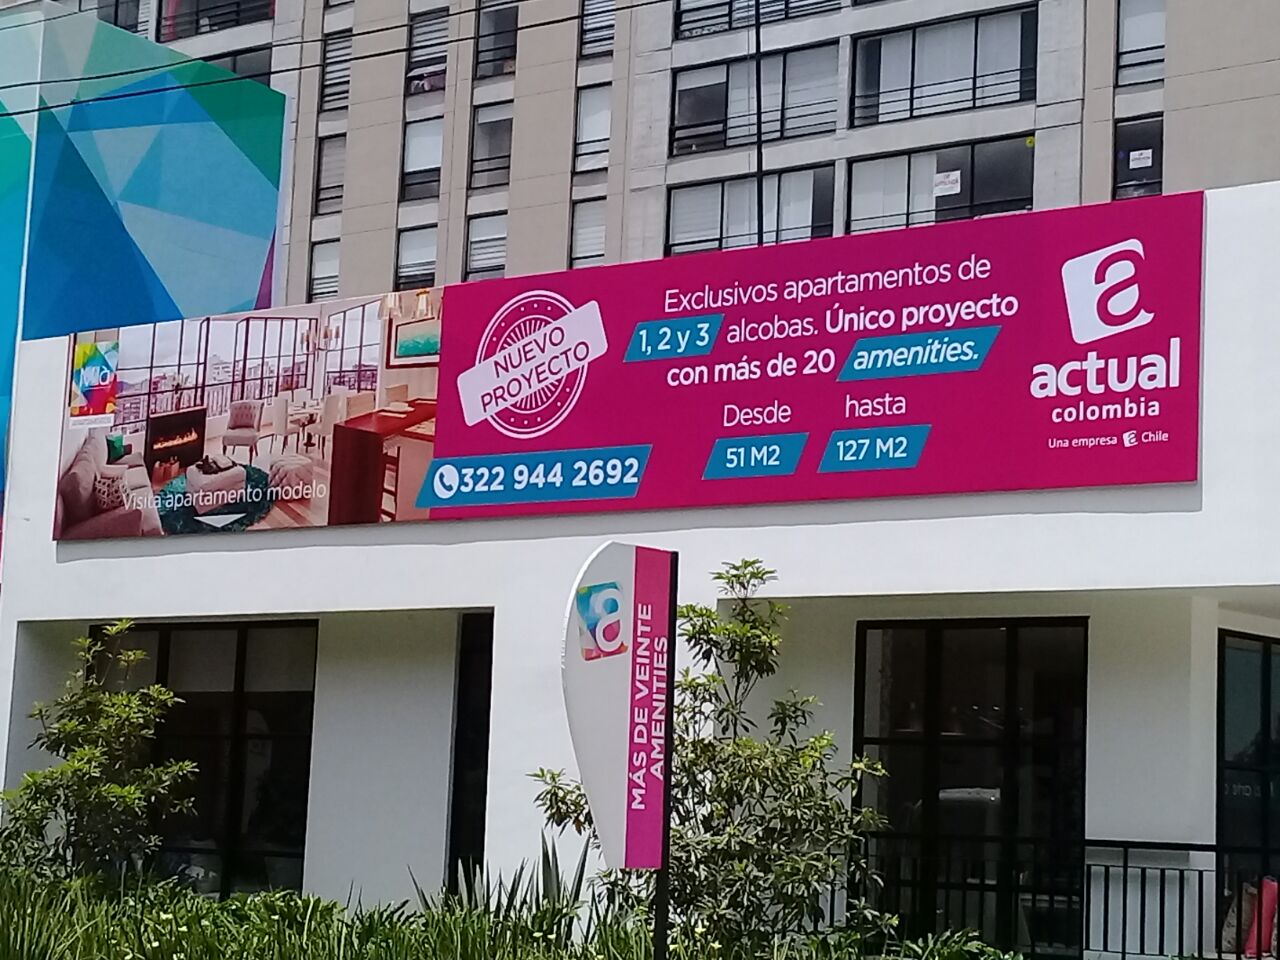 Mia
Visita apartamento modelo
NUEVO
PROYECTO
322 944 2692
Exclusivos apartamentos de
1, 2 y 3 alcobas. Único proyecto
con más de 20 amenities.
Desde hasta
51 M2 127 M2
a
actual
colombia
Una empresa a Chile
a
MÁS DE VEINTE
AMENITIES